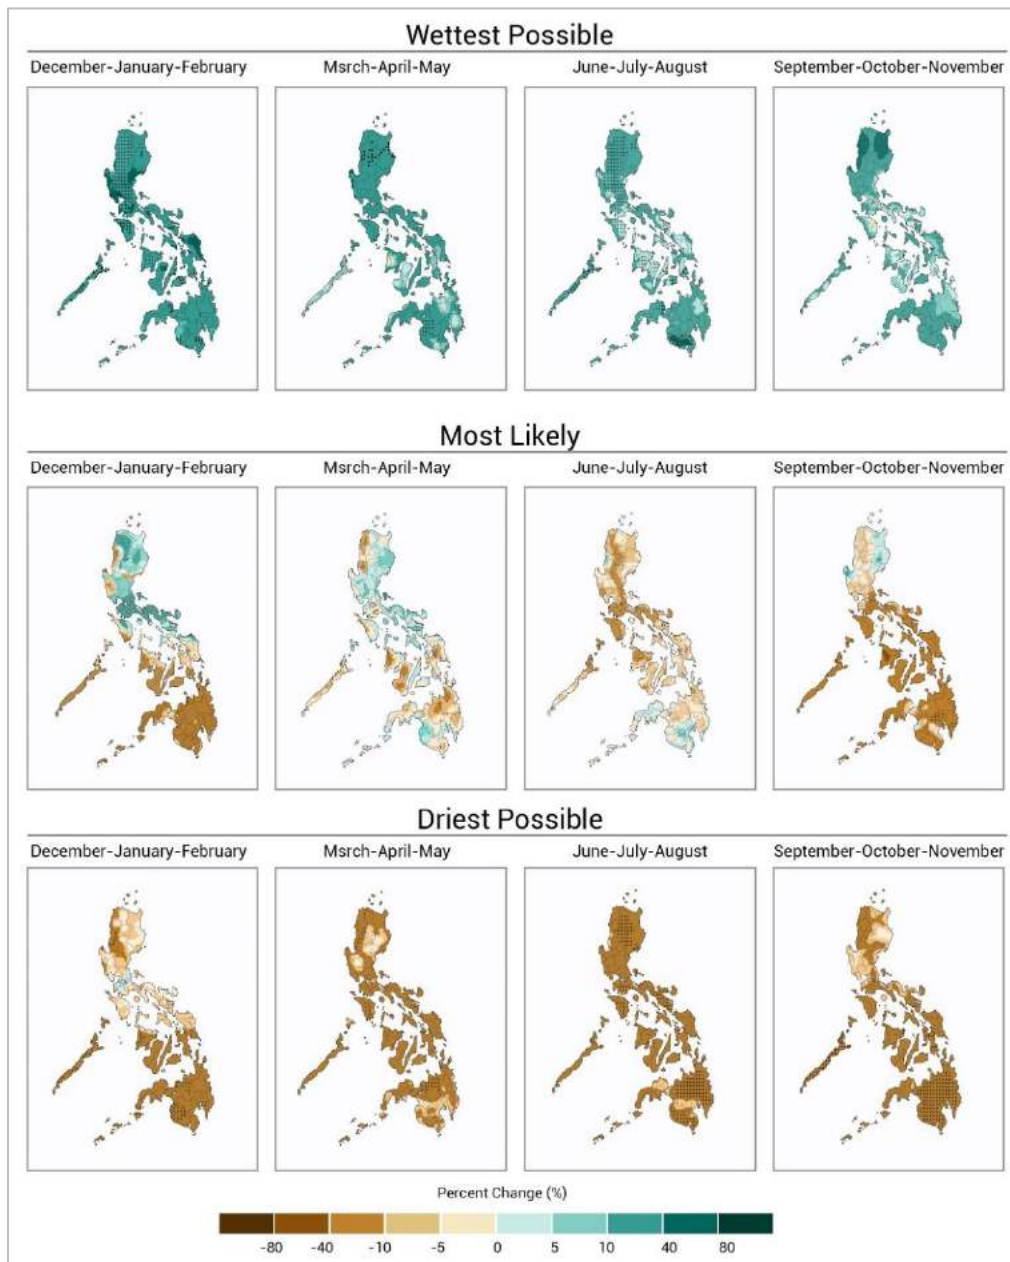 Wettest Possible
December-January-February Msrch-April-May June-July-August September-October-November
Most Likely
December-January-February Msrch-April-May June-July-August September-October-November
Driest Possible
December-January-February Msrch-April-May June-July-August September-October-November
Percent Change (%)
-80 -40 -10 -5 0 5 10 40 80